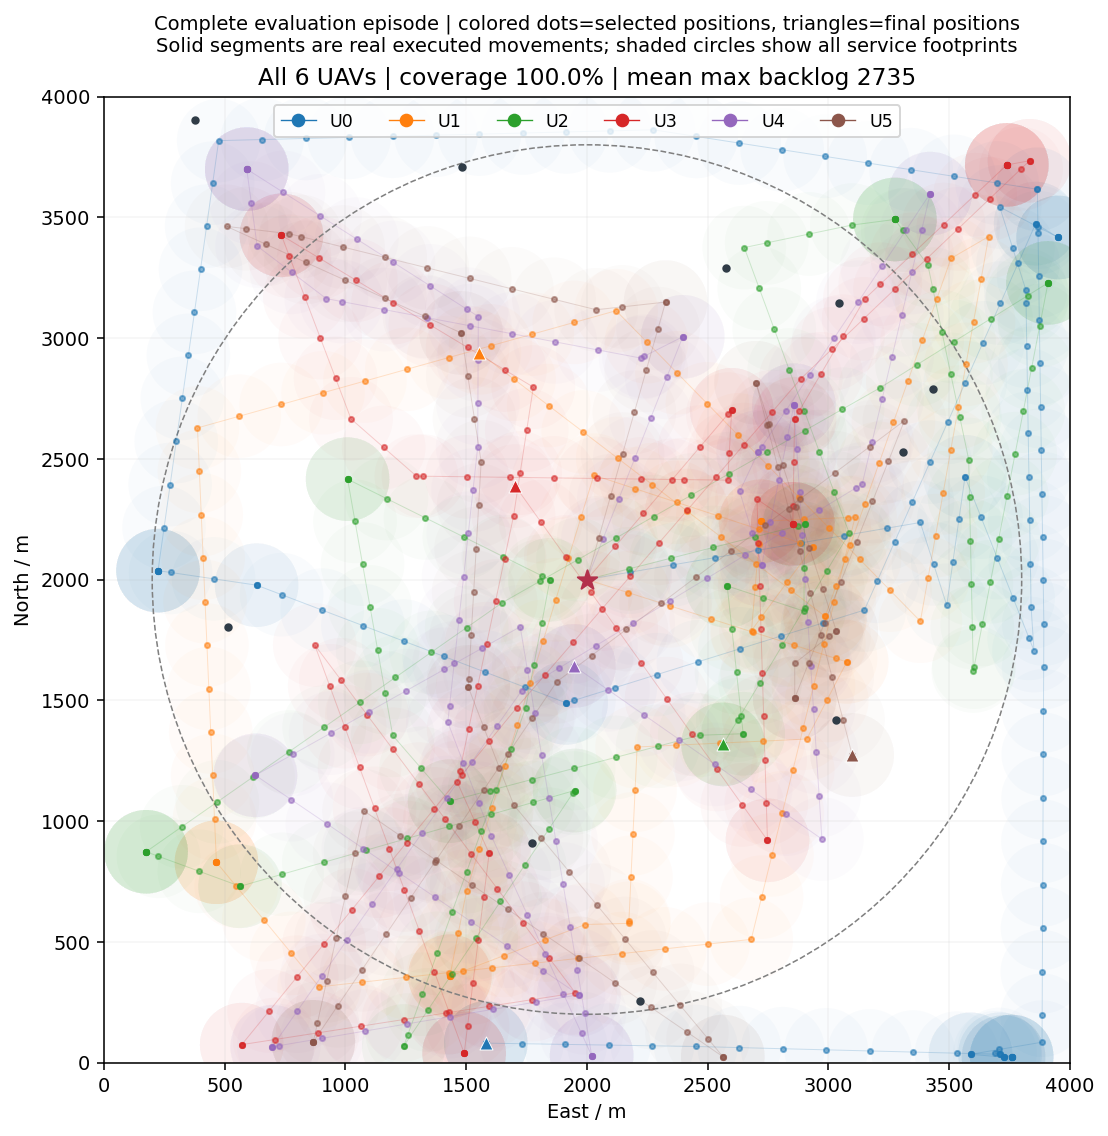 Complete evaluation episode | colored dots=selected positions, triangles=final positions
Solid segments are real executed movements; shaded circles show all service footprints
All 6 UAVs | coverage 100.0% | mean max backlog 2735
U0 U1 U2 U3 U4 U5
4000
3500
3000
2500
2000
1500
1000
500
0
North / m
0 500 1000 1500 2000 2500 3000 3500 4000
East / m